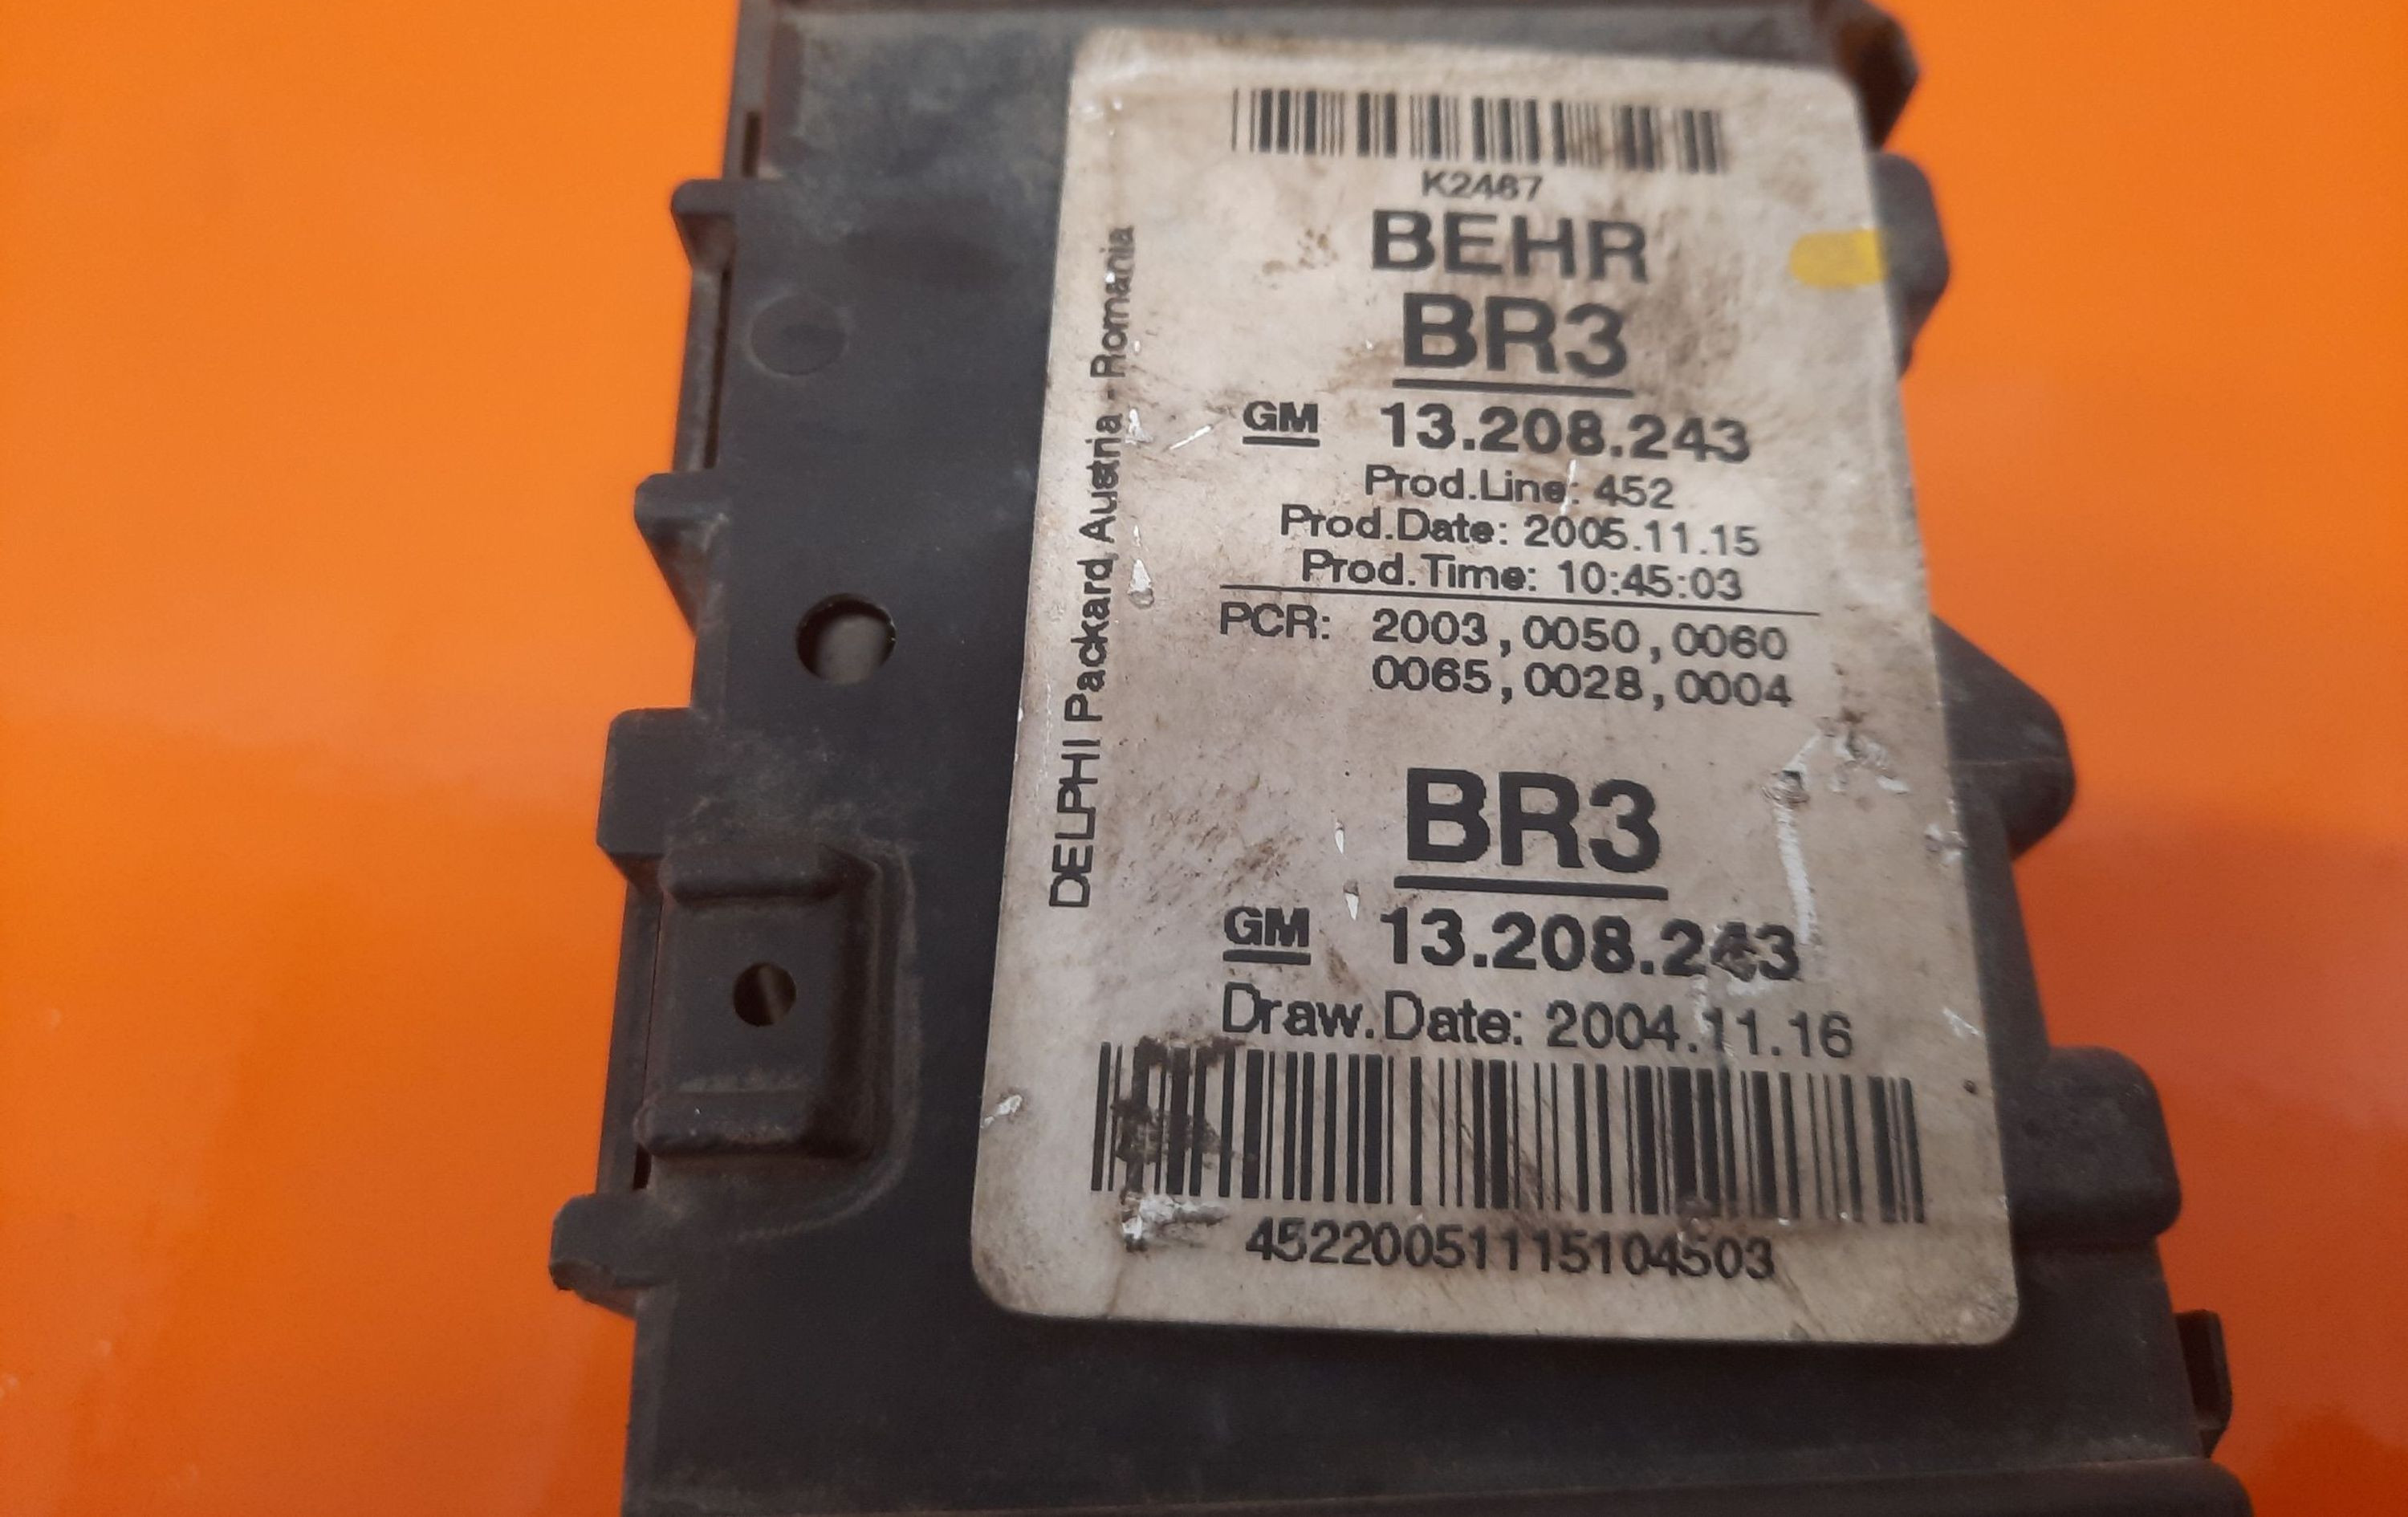 K2467
BEHR
BR3
GM 13.208.243
Prod.Line: 452
Prod.Date: 2005.11.15
Prod.Time: 10:45:03
PCR: 2003,0050,0060
0065,0028,0004
DELPHI Packard, Austria - Romania
BR3
GM 13.208.243
Draw.Date: 2004.11.16
45220051115104503